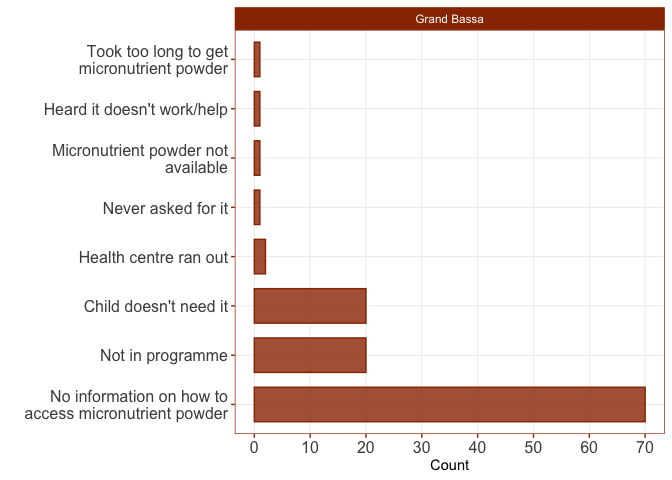 Grand Bassa
Took too long to get
micronutrient powder
Heard it doesn't work/help
Micronutrient powder not
available
Never asked for it
Health centre ran out
Child doesn't need it
Not in programme
No information on how to
access micronutrient powder
0 10 20 30 40 50 60 70
Count